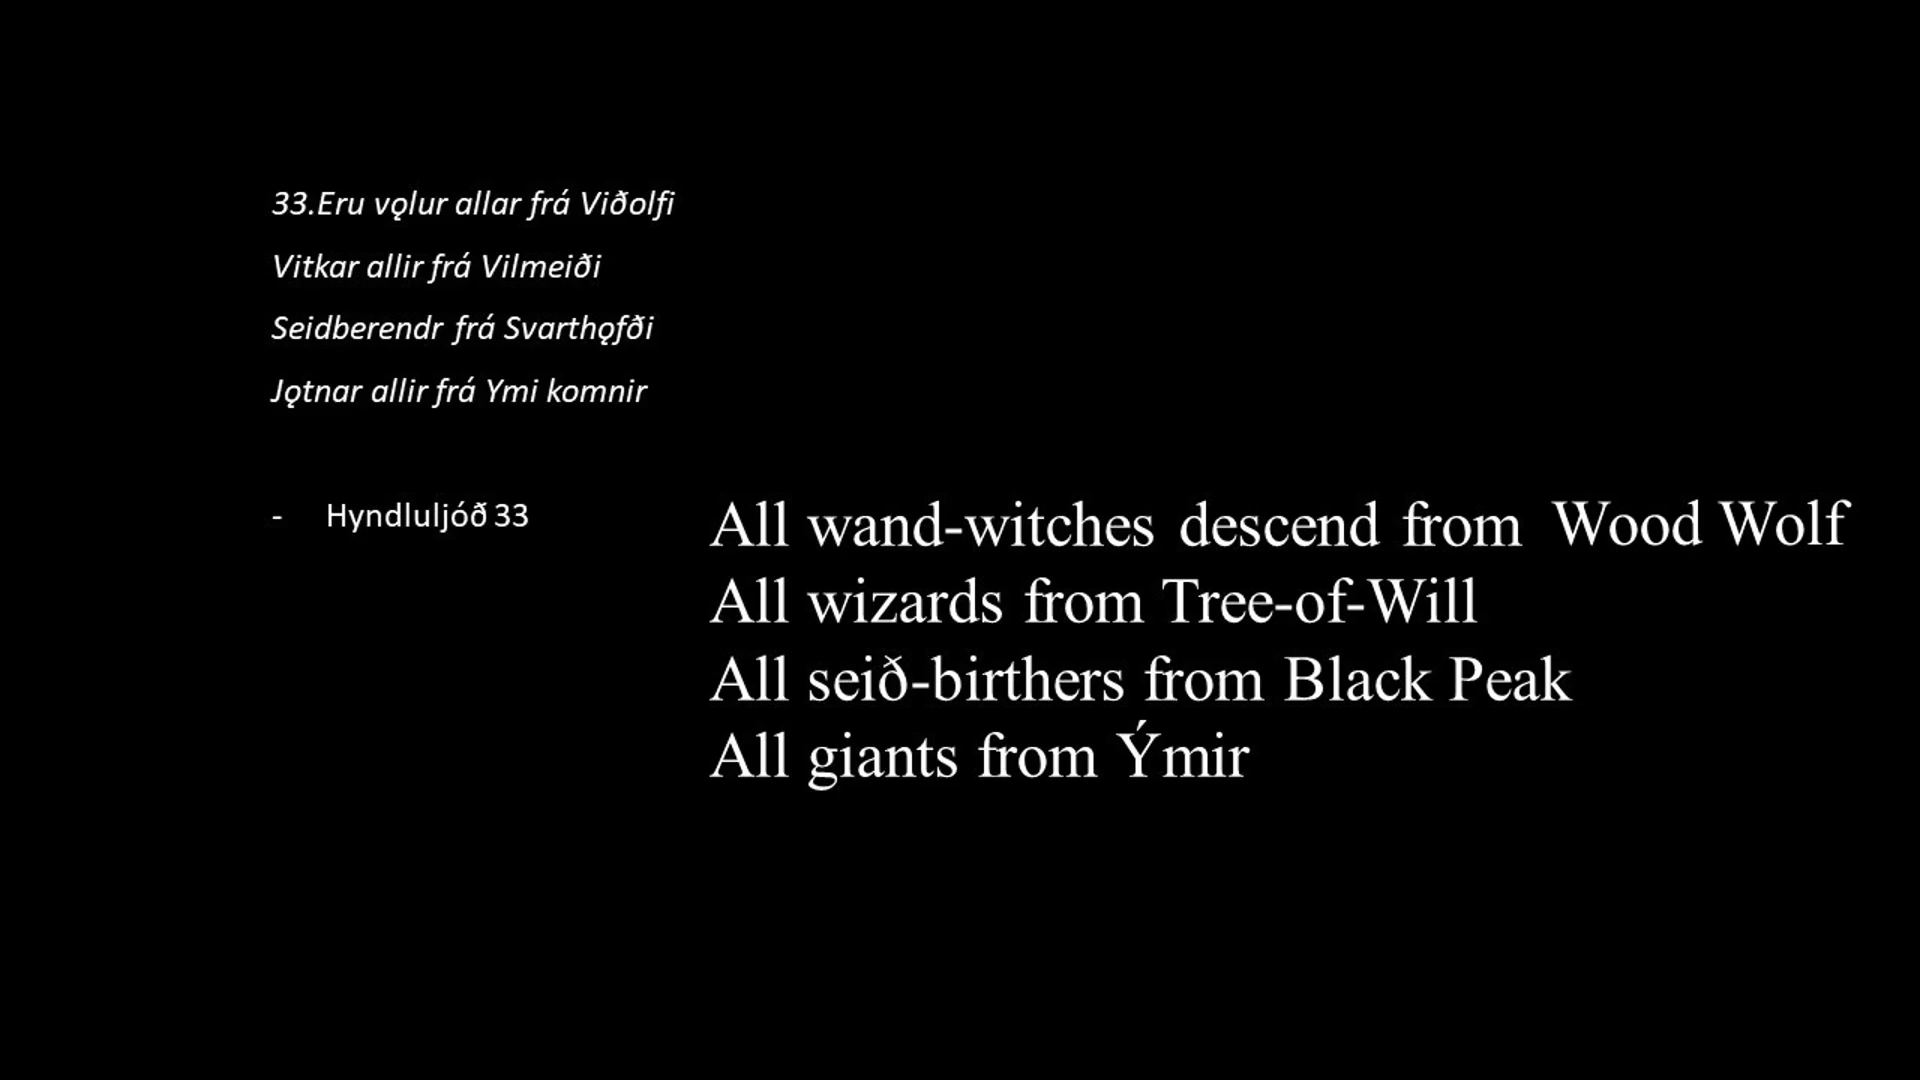 33.Eru vǫlur allar frá Viðolfi
Vitkar allir frá Vilmeiði
Seidberendr frá Svarthǫfði
Jǫtnar allir frá Ymi komnir
- Hyndluljóð 33
All wand-witches descend from Wood Wolf
All wizards from Tree-of-Will
All seið-birthers from Black Peak
All giants from Ýmir